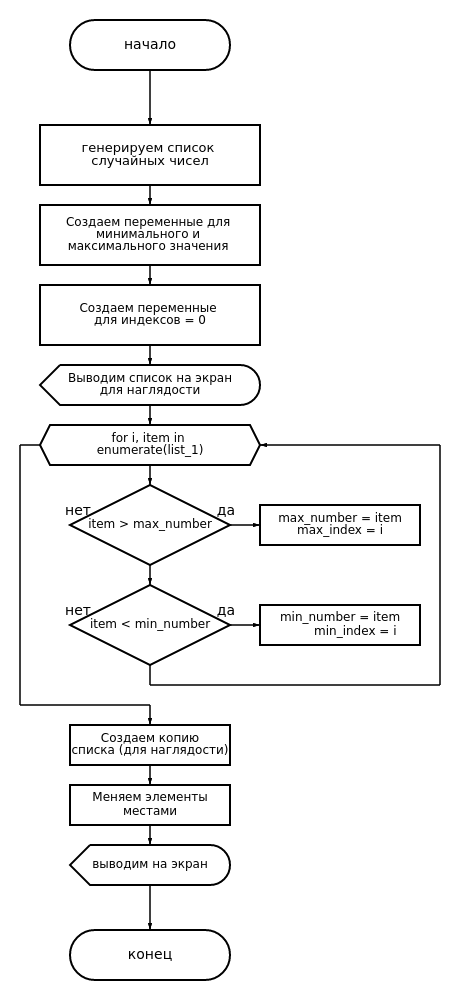 начало
генерируем список
случайных чисел
Создаем переменные для
минимального и
максимального значения
Создаем переменные
для индексов = 0
Выводим список на экран
для наглядости
for i, item in
enumerate(list_1)
нет
item > max_number
да
max_number = item
max_index = i
нет
item < min_number
да
min_number = item
min_index = i
Создаем копию
списка (для наглядости)
Меняем элементы
местами
выводим на экран
конец